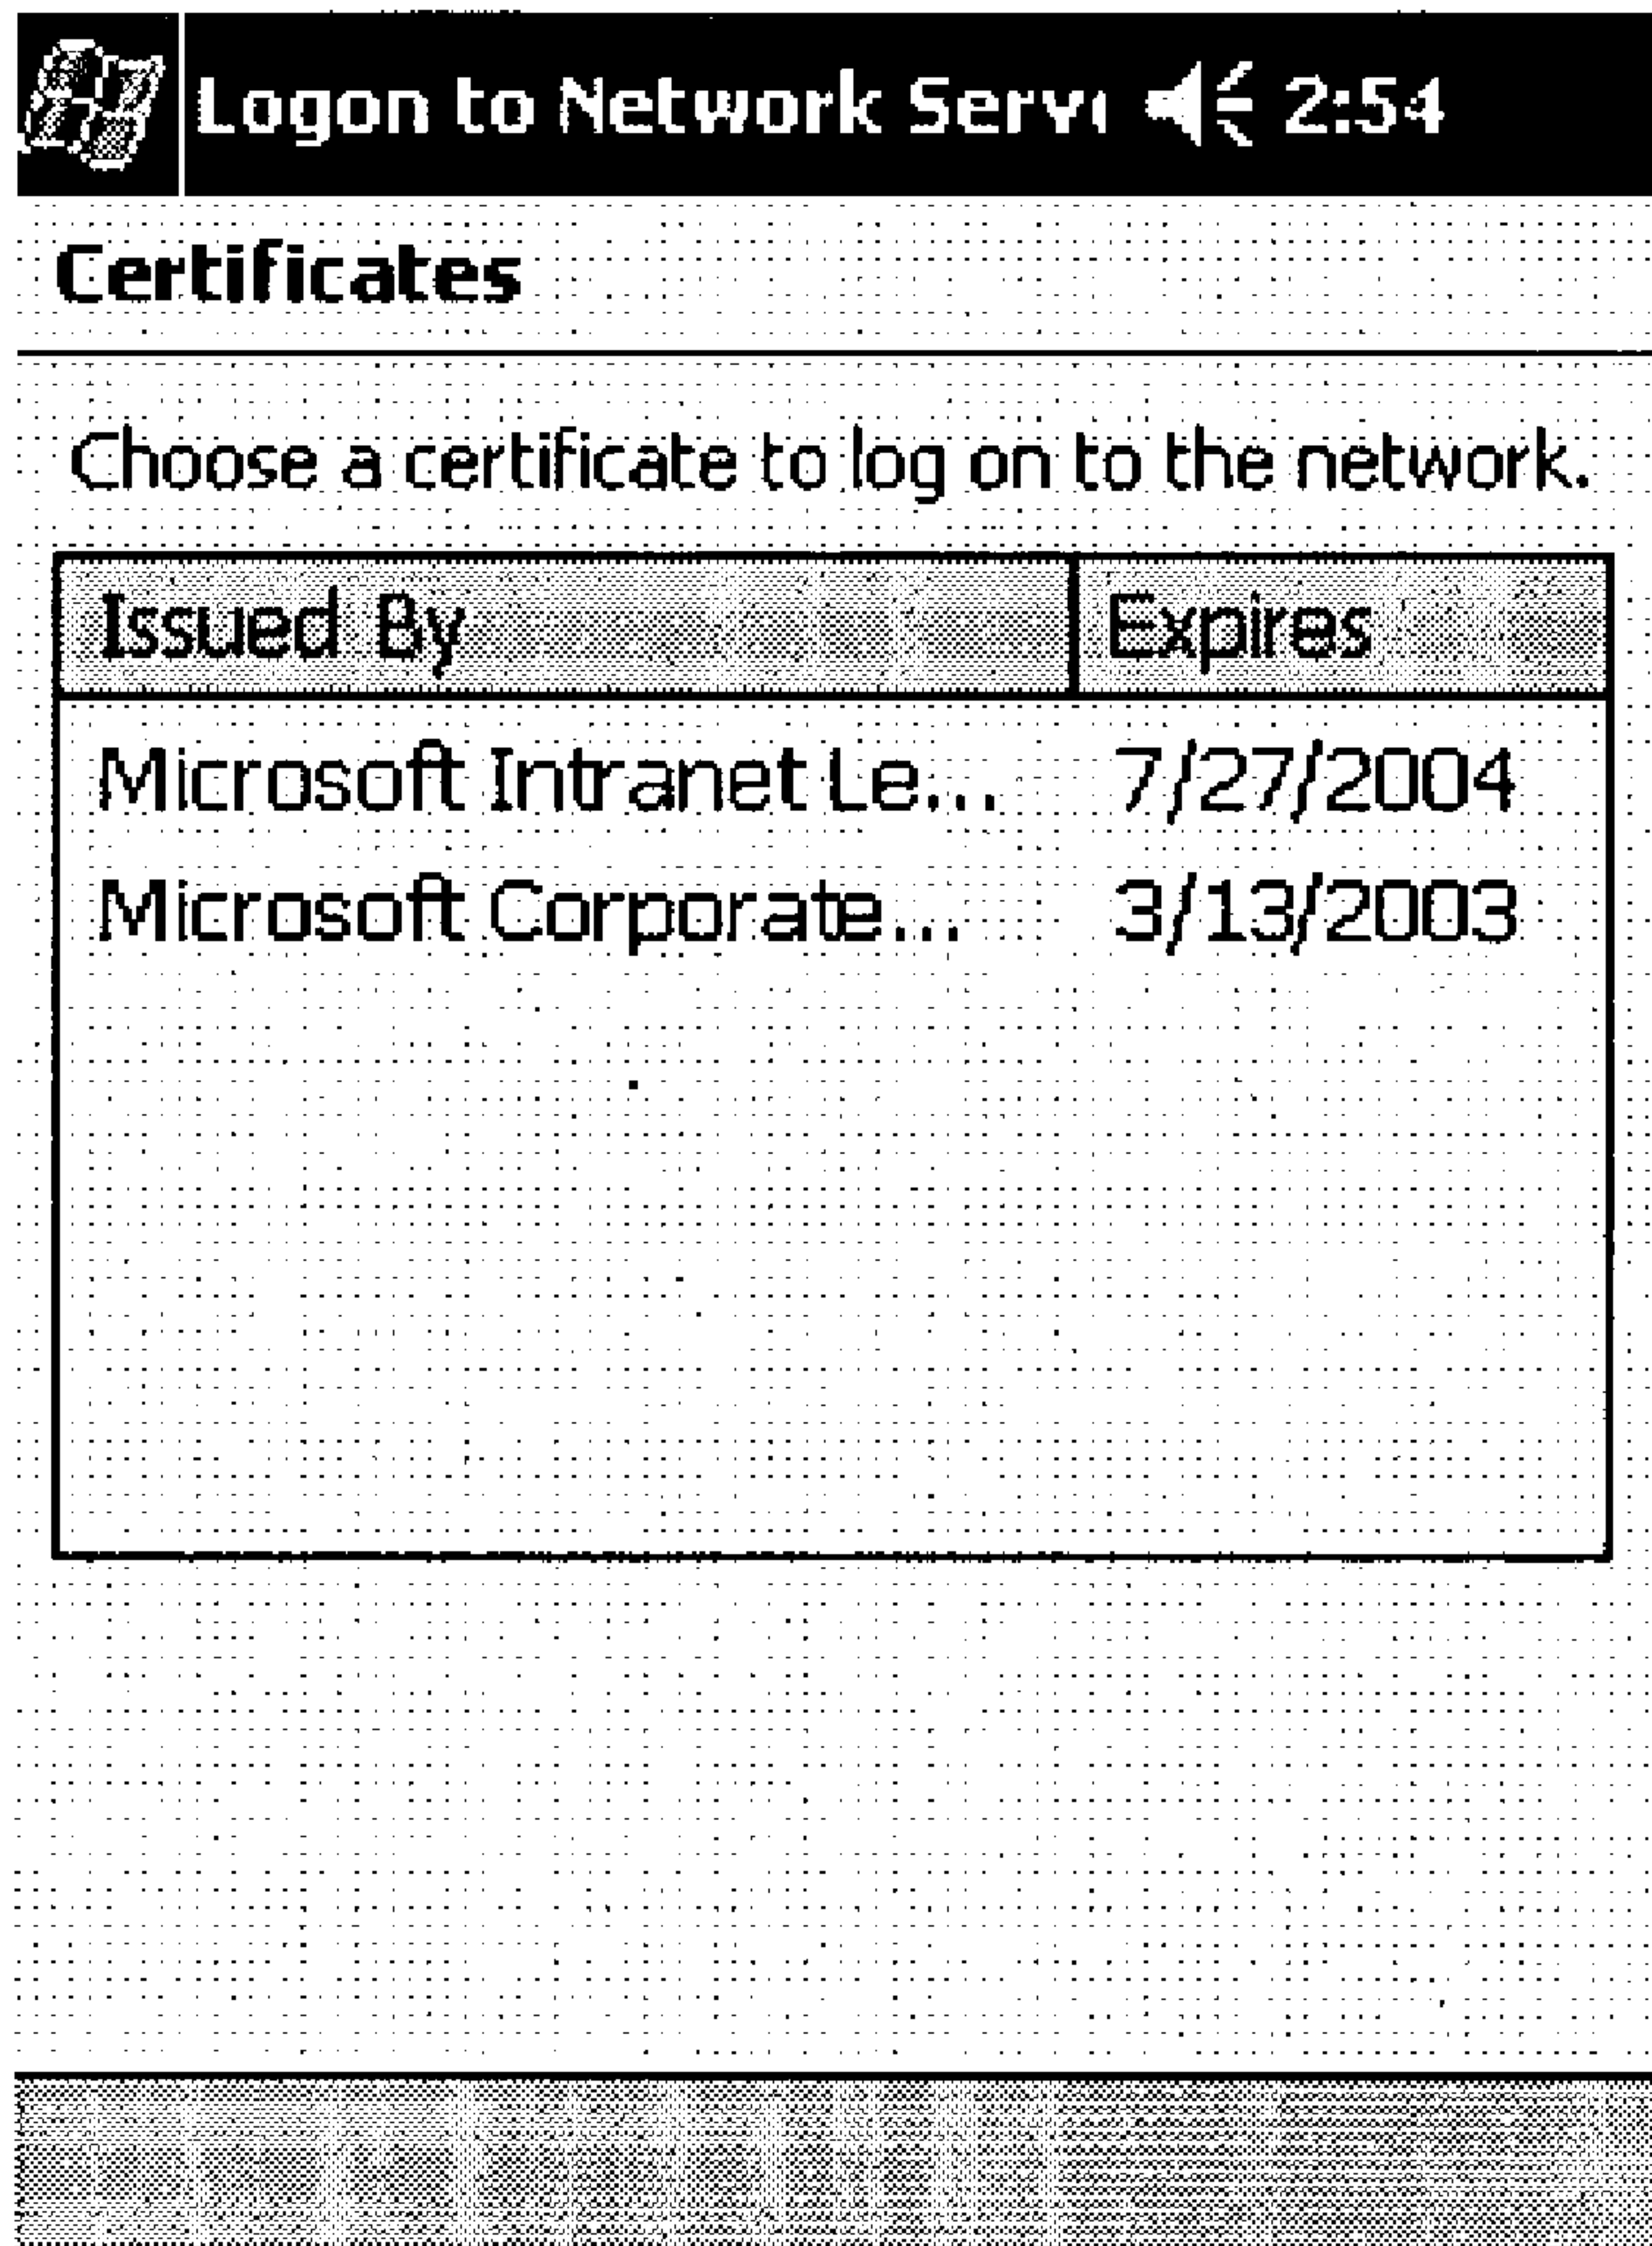 Logon to Network Servi 2:54
Certificates
Choose a certificate to log on to the network.
Issued By Expires
Microsoft Intranet Le... 7/27/2004
Microsoft Corporate... 3/13/2003